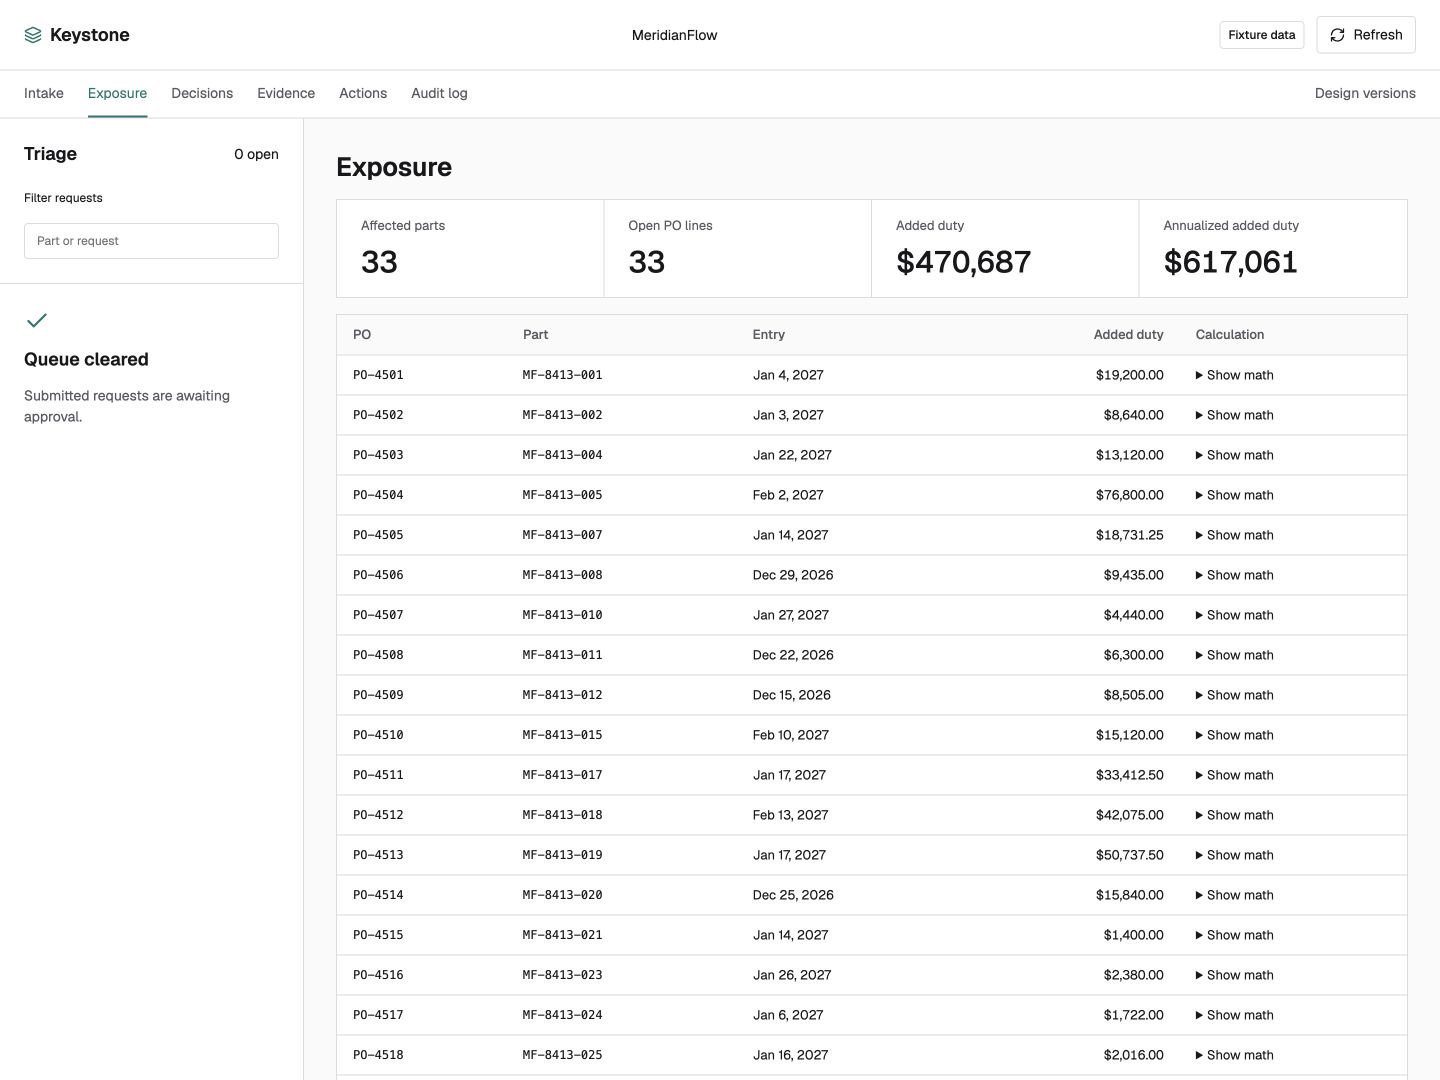 Keystone
MeridianFlow
Fixture data
Refresh
Intake Exposure Decisions Evidence Actions Audit log Design versions
Triage
0 open
Filter requests
Part or request
Queue cleared
Submitted requests are awaiting
approval.
Exposure
Affected parts
33
Open PO lines
33
Added duty
$470,687
Annualized added duty
$617,061
PO Part Entry Added duty Calculation
PO-4501 MF-8413-001 Jan 4, 2027 $19,200.00 Show math
PO-4502 MF-8413-002 Jan 3, 2027 $8,640.00 Show math
PO-4503 MF-8413-004 Jan 22, 2027 $13,120.00 Show math
PO-4504 MF-8413-005 Feb 2, 2027 $76,800.00 Show math
PO-4505 MF-8413-007 Jan 14, 2027 $18,731.25 Show math
PO-4506 MF-8413-008 Dec 29, 2026 $9,435.00 Show math
PO-4507 MF-8413-010 Jan 27, 2027 $4,440.00 Show math
PO-4508 MF-8413-011 Dec 22, 2026 $6,300.00 Show math
PO-4509 MF-8413-012 Dec 15, 2026 $8,505.00 Show math
PO-4510 MF-8413-015 Feb 10, 2027 $15,120.00 Show math
PO-4511 MF-8413-017 Jan 17, 2027 $33,412.50 Show math
PO-4512 MF-8413-018 Feb 13, 2027 $42,075.00 Show math
PO-4513 MF-8413-019 Jan 17, 2027 $50,737.50 Show math
PO-4514 MF-8413-020 Dec 25, 2026 $15,840.00 Show math
PO-4515 MF-8413-021 Jan 14, 2027 $1,400.00 Show math
PO-4516 MF-8413-023 Jan 26, 2027 $2,380.00 Show math
PO-4517 MF-8413-024 Jan 6, 2027 $1,722.00 Show math
PO-4518 MF-8413-025 Jan 16, 2027 $2,016.00 Show math